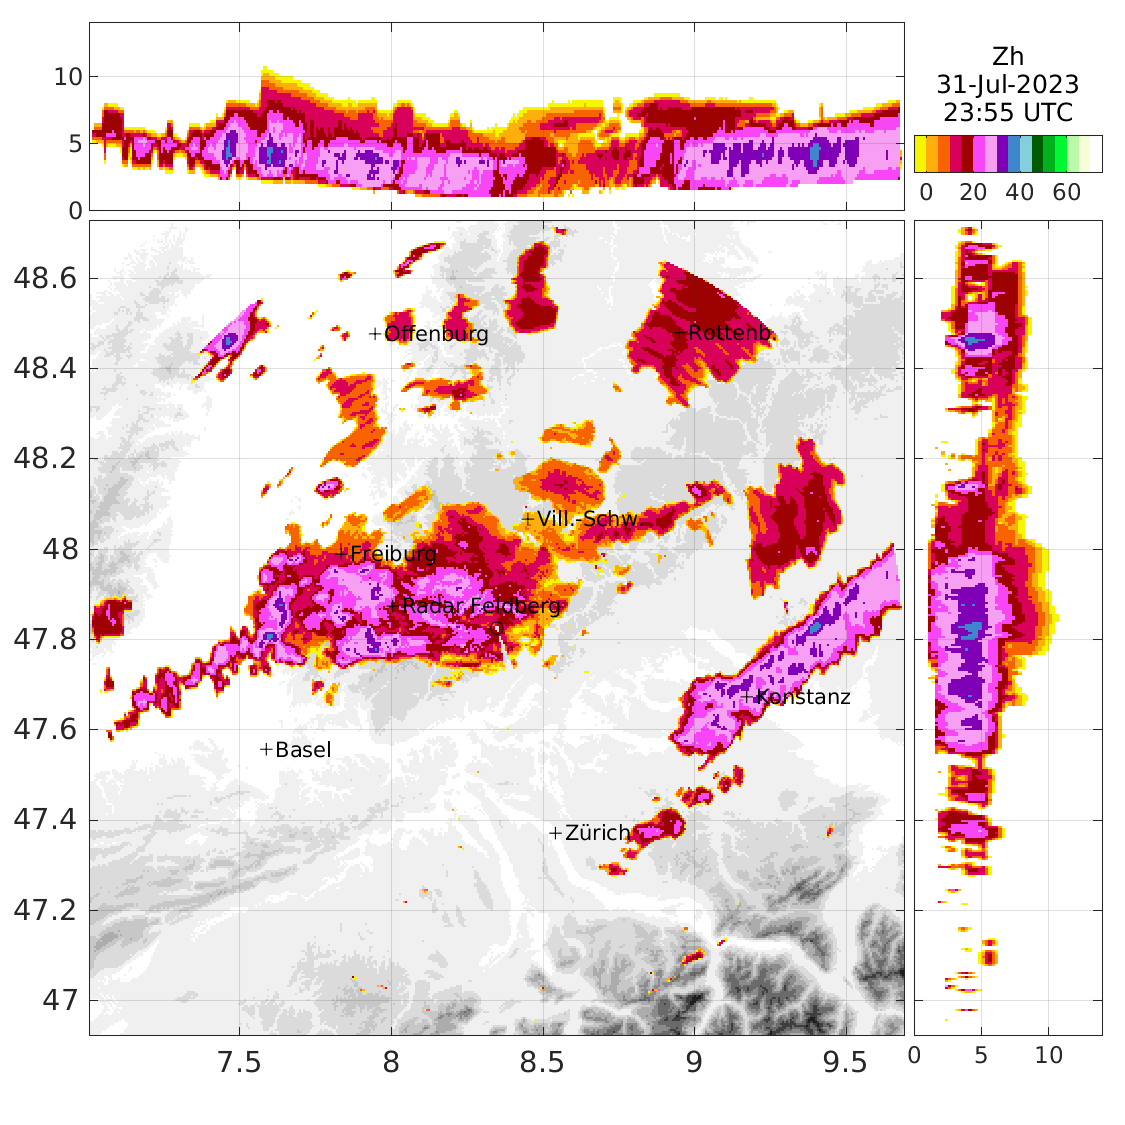 Zh
31-Jul-2023
23:55 UTC
0 20 40 60
10
5
0
48.6
48.4
48.2
48
47.8
47.6
47.4
47.2
47
Offenburg
Rottenb.
Vill.-Schw.
Freiburg
Radar Feldberg
Konstanz
Basel
Zürich
7.5 8 8.5 9 9.5
0 5 10